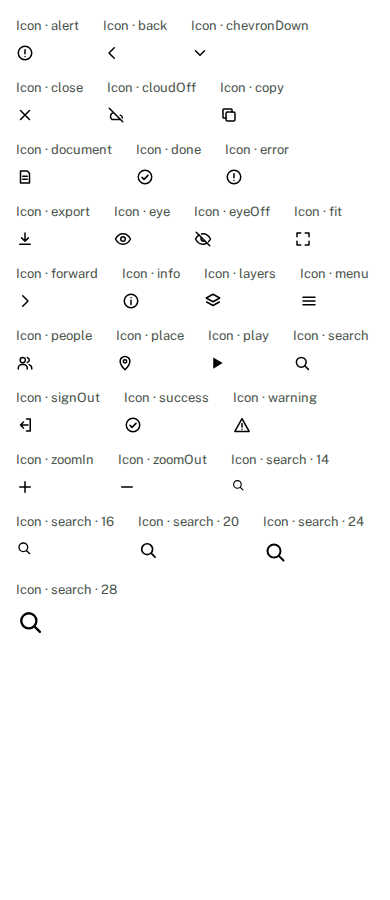 Icon · alert Icon · back Icon · chevronDown
Icon · close Icon · cloudOff Icon · copy
Icon · document Icon · done Icon · error
Icon · export Icon · eye Icon · eyeOff Icon · fit
Icon · forward Icon · info Icon · layers Icon · menu
Icon · people Icon · place Icon · play Icon · search
Icon · signOut Icon · success Icon · warning
Icon · zoomIn Icon · zoomOut Icon · search · 14
Icon · search · 16 Icon · search · 20 Icon · search · 24
Icon · search · 28